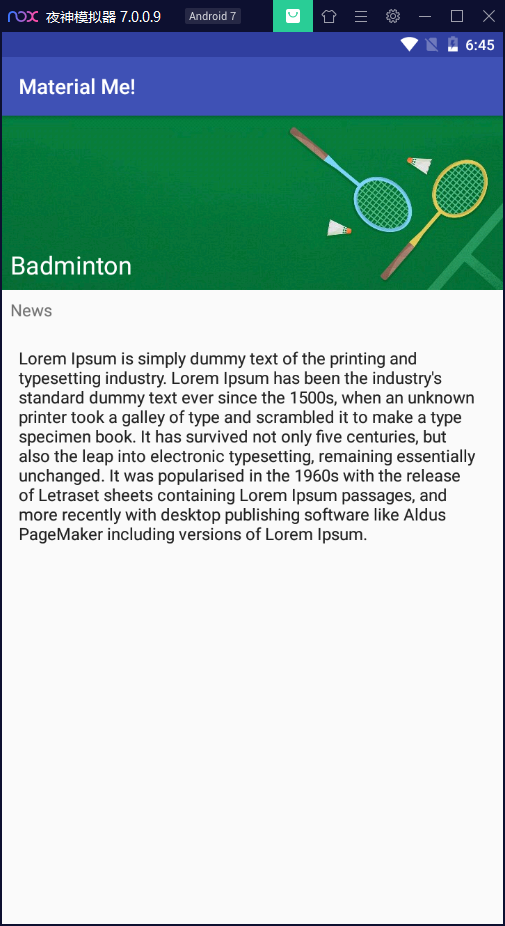 nox 夜神模拟器 7.0.0.9 Android 7
6:45
Material Me!
Badminton
News
Lorem Ipsum is simply dummy text of the printing and
typesetting industry. Lorem Ipsum has been the industry's
standard dummy text ever since the 1500s, when an unknown
printer took a galley of type and scrambled it to make a type
specimen book. It has survived not only five centuries, but
also the leap into electronic typesetting, remaining essentially
unchanged. It was popularised in the 1960s with the release
of Letraset sheets containing Lorem Ipsum passages, and
more recently with desktop publishing software like Aldus
PageMaker including versions of Lorem Ipsum.